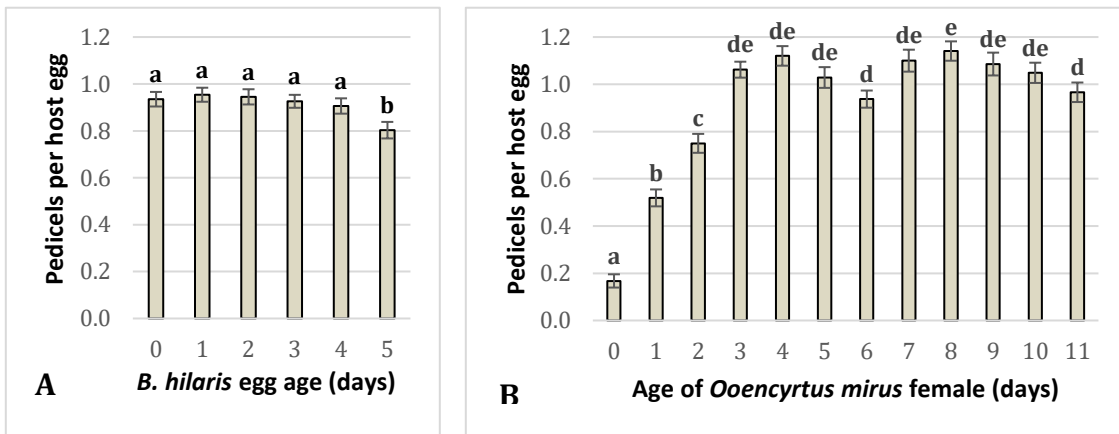 1.2
1.0
0.8
0.6
0.4
0.2
0.0
Pedicels per host egg
a a a a a b
0 1 2 3 4 5
B. hilaris egg age (days)
A
1.2
1.0
0.8
0.6
0.4
0.2
0.0
Pedicels per host egg
a b c de de de d de e de de d
0 1 2 3 4 5 6 7 8 9 10 11
Age of Ooencyrtus mirus female (days)
B